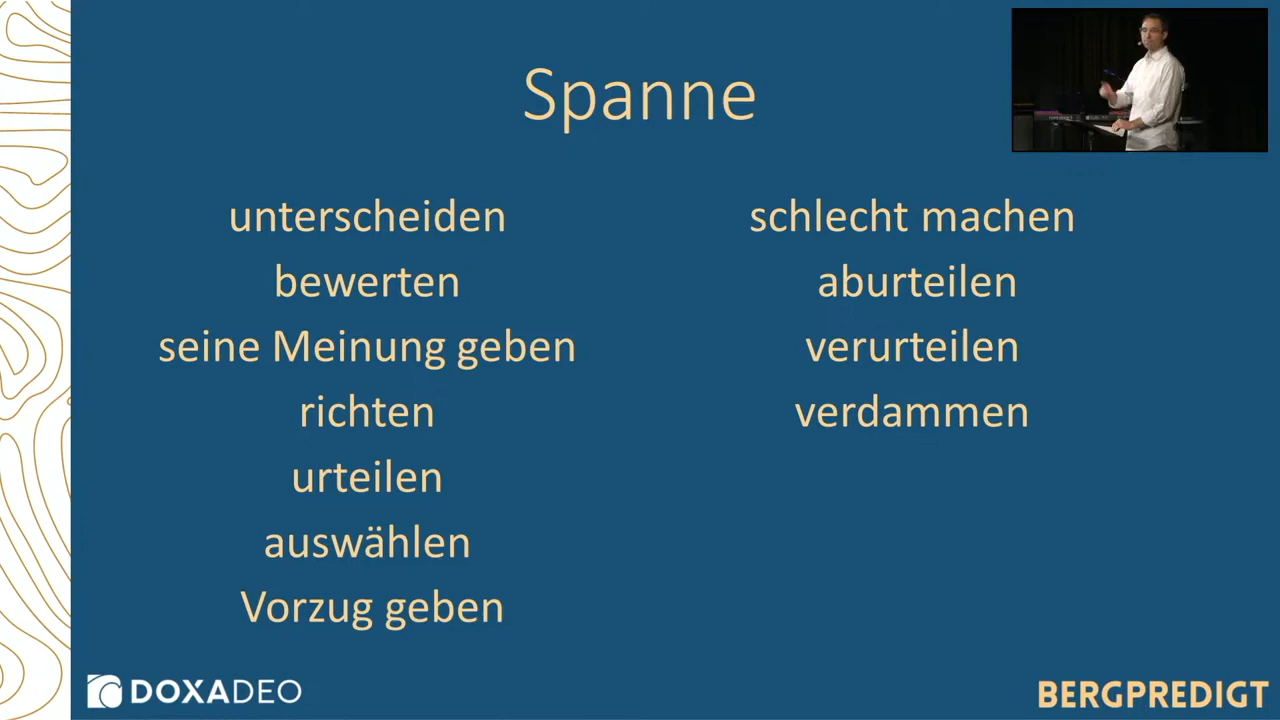 Spanne
unterscheiden
bewerten
seine Meinung geben
richten
urteilen
auswählen
Vorzug geben
schlecht machen
aburteilen
verurteilen
verdammen
DOXADEO
BERGPREDIGT